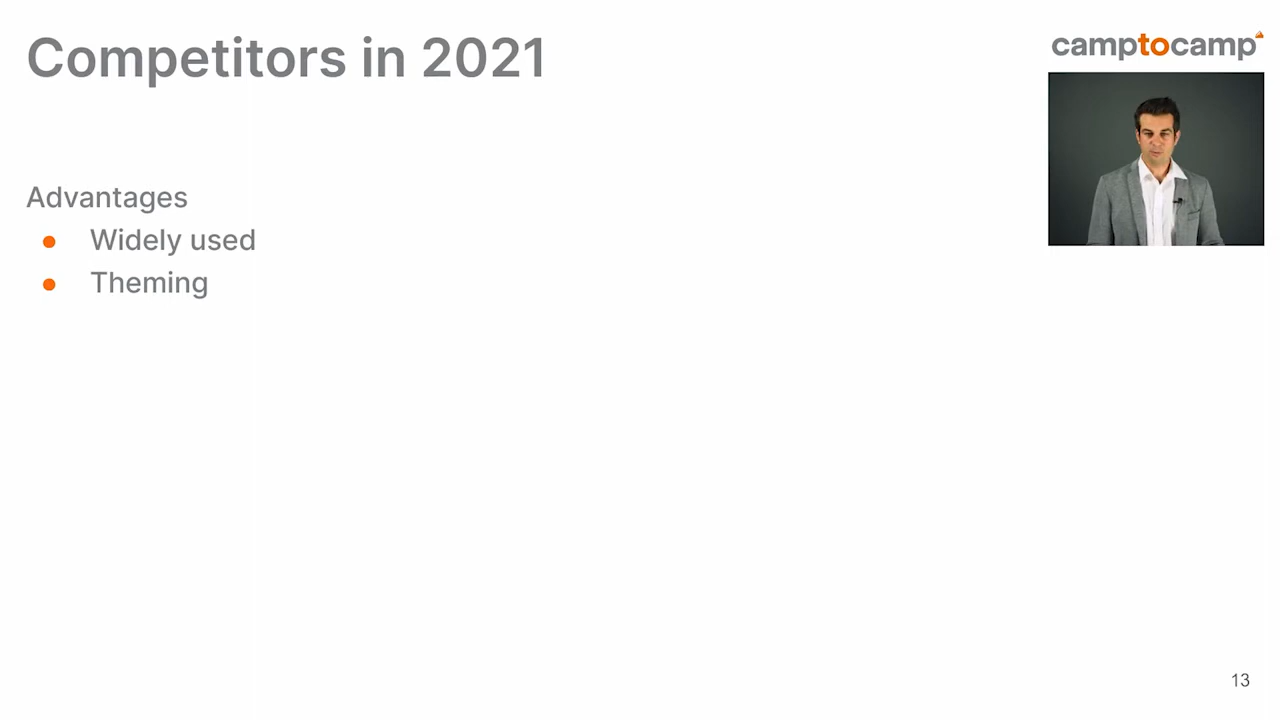 Competitors in 2021
camptocamp
Advantages
● Widely used
● Theming
13